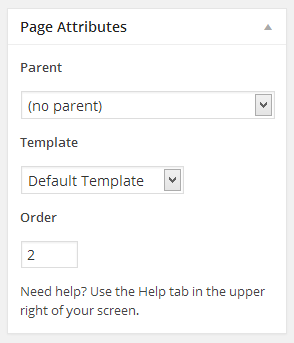 Page Attributes
Parent
(no parent)
Template
Default Template
Order
2
Need help? Use the Help tab in the upper
right of your screen.